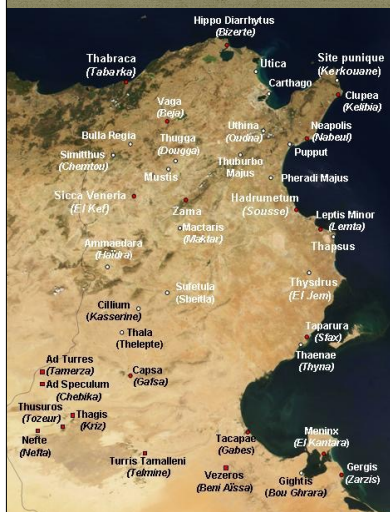 Hippo Diarrhytus
(Bizerte)
Thabraca
(Tabarka)
Utica
Site punique
(Kerkouane)
Carthago
Clupea
(Kelibia)
Vaga
(Beja)
Bulla Regia
Thugga
(Dougga)
Uthina
(Oudna)
Neapolis
(Nabeul)
Simitthus
(Chemtou)
Pupput
Thuburbo
Majus
Mustis
Pheradi Majus
Sicca Veneria
(El Kef)
Zama
Hadrumetum
(Sousse)
Leptis Minor
(Lemta)
Mactaris
(Maktar)
Thapsus
Ammaedara
(Haïdra)
Thysdrus
(El Jem)
Sufetula
(Sbeïtla)
Cillium
(Kasserine)
Thala
(Thelepte)
Taparura
(Sfax)
Thaenae
(Thyna)
Ad Turres
(Tamerza)
Capsa
(Gafsa)
Ad Speculum
(Chebika)
Thusuros
(Tozeur)
Thagis
(Kriz)
Nefte
(Nefta)
Tacapae
(Gabes)
Meninx
(El Kantara)
Turris Tamalleni
(Telmine)
Vezeros
(Beni Aïssa)
Gightis
(Bou Ghrara)
Gergis
(Zarzis)